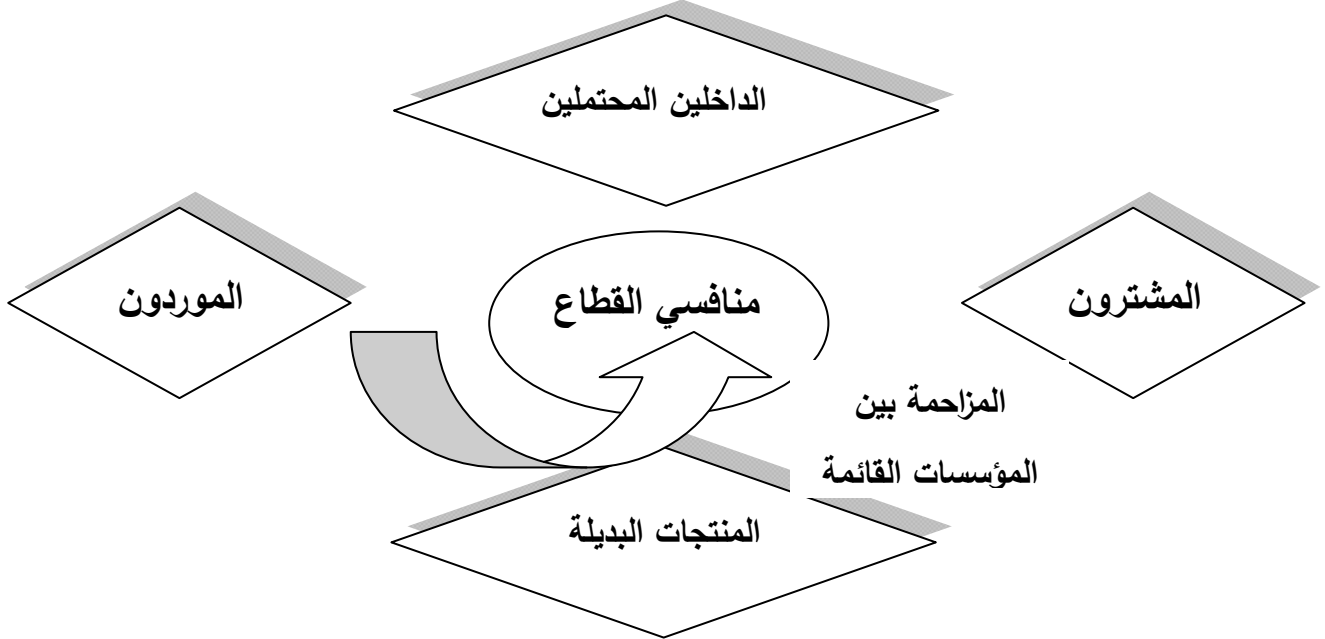 الداخلين المحتملين
المشترون
منافسي القطاع
الموردون
المزاحمة بين
المؤسسات القائمة
المنتجات البديلة